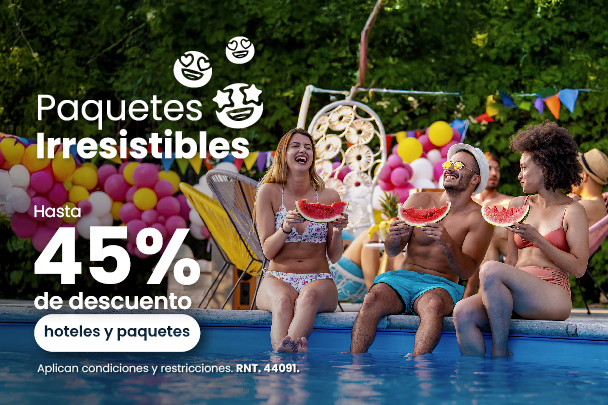 Paquetes
Irresistibles
Hasta
45%
de descuento
hoteles y paquetes
Aplican condiciones y restricciones. RNT. 44091.